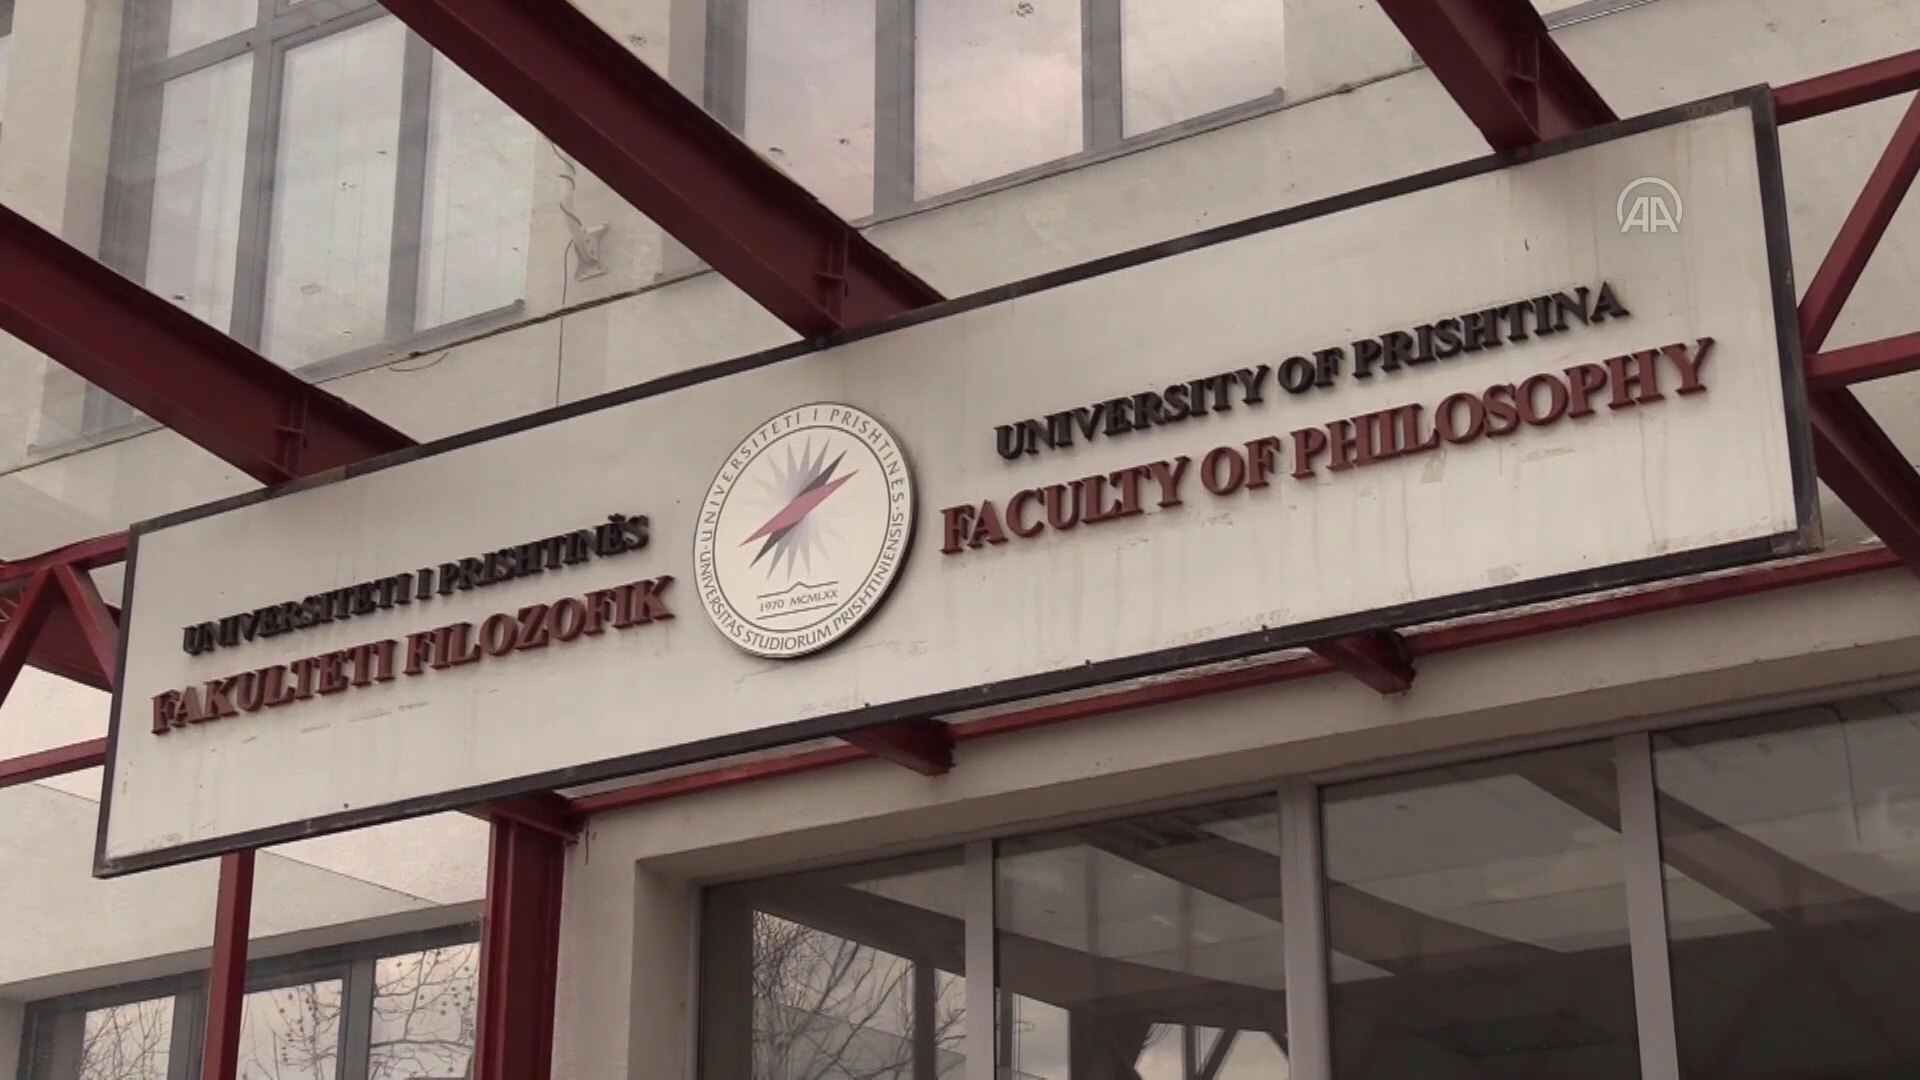 UNIVERSITETI I PRISHTINËS
FAKULTETI FILOZOFIK
UNIVERSITETI I PRISHTINËS · UNIVERSITAS STUDIORUM PRISHTINIENSIS ·
1970 MCMLXX
UNIVERSITY OF PRISHTINA
FACULTY OF PHILOSOPHY
AA